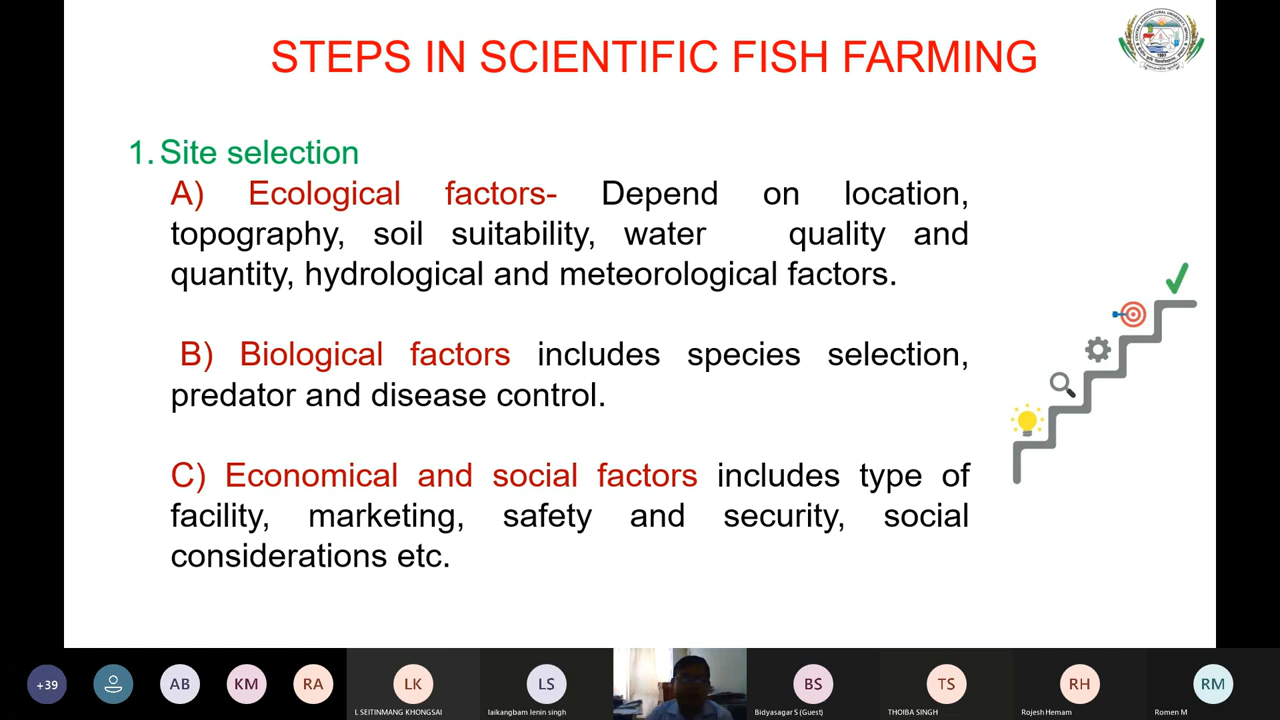 STEPS IN SCIENTIFIC FISH FARMING
1. Site selection
A) Ecological factors- Depend on location,
topography, soil suitability, water quality and
quantity, hydrological and meteorological factors.
B) Biological factors includes species selection,
predator and disease control.
C) Economical and social factors includes type of
facility, marketing, safety and security, social
considerations etc.
+39 AB KM RA LK LS BS TS RH RM
L SEITINMANG KHONGSAI laikangbam lenin singh Bidyasagar S (Guest) THOIBA SINGH Rojesh Hemam Romen M